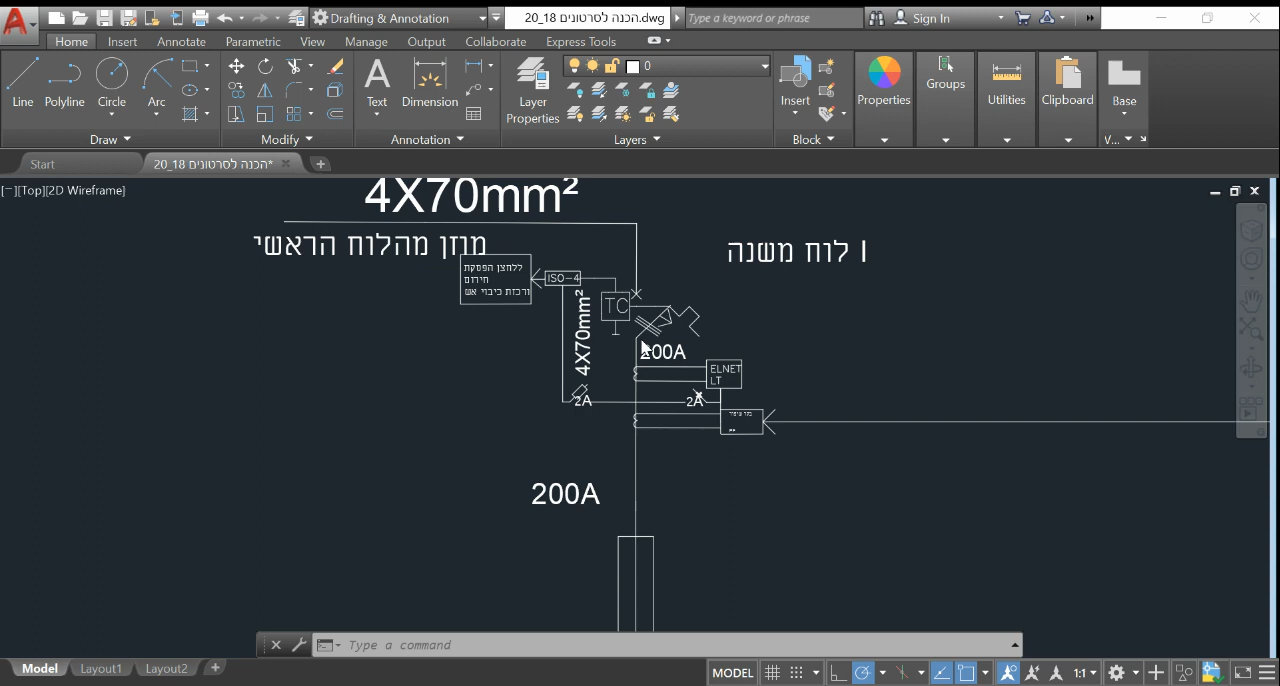 Drafting & Annotation
הכנה לסרטונים 20_18.dwg
Type a keyword or phrase
Sign In
Home Insert Annotate Parametric View Manage Output Collaborate Express Tools
Line Polyline Circle Arc
Text Dimension
Layer Properties
0
Insert
Properties
Groups
Utilities
Clipboard
Base
Draw
Modify
Annotation
Layers
Block
V...
Start
הכנה לסרטונים 20_18*
[−][Top][2D Wireframe]
4X70mm²
מוזן מהלוח הראשי
לוח משנה I
ללחצן הפסקת
חירום
ורכזת כיבוי אש
ISO-4
TC
4X70mm²
200A
ELNET
LT
2A
2A
200A
Type a command
Model Layout1 Layout2
MODEL
1:1